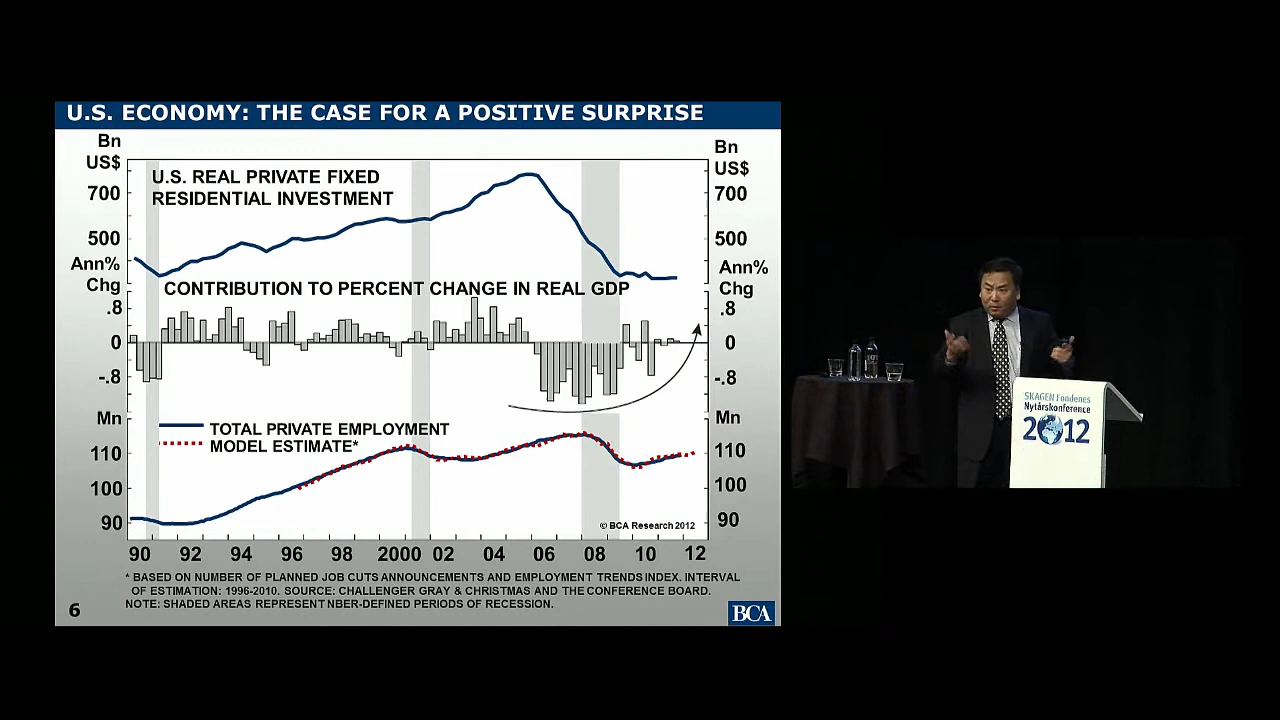 U.S. ECONOMY: THE CASE FOR A POSITIVE SURPRISE
Bn
US$
700
500
Ann%
Chg
.8
0
-.8
Mn
110
100
90
U.S. REAL PRIVATE FIXED
RESIDENTIAL INVESTMENT
CONTRIBUTION TO PERCENT CHANGE IN REAL GDP
TOTAL PRIVATE EMPLOYMENT
MODEL ESTIMATE*
© BCA Research 2012
Bn
US$
700
500
Ann%
Chg
.8
0
-.8
Mn
110
100
90
90 92 94 96 98 2000 02 04 06 08 10 12
* BASED ON NUMBER OF PLANNED JOB CUTS ANNOUNCEMENTS AND EMPLOYMENT TRENDS INDEX. INTERVAL
OF ESTIMATION: 1996-2010. SOURCE: CHALLENGER GRAY & CHRISTMAS AND THE CONFERENCE BOARD.
NOTE: SHADED AREAS REPRESENT NBER-DEFINED PERIODS OF RECESSION.
6
BCA
SKAGEN Fondenes
Nytårskonference
2012